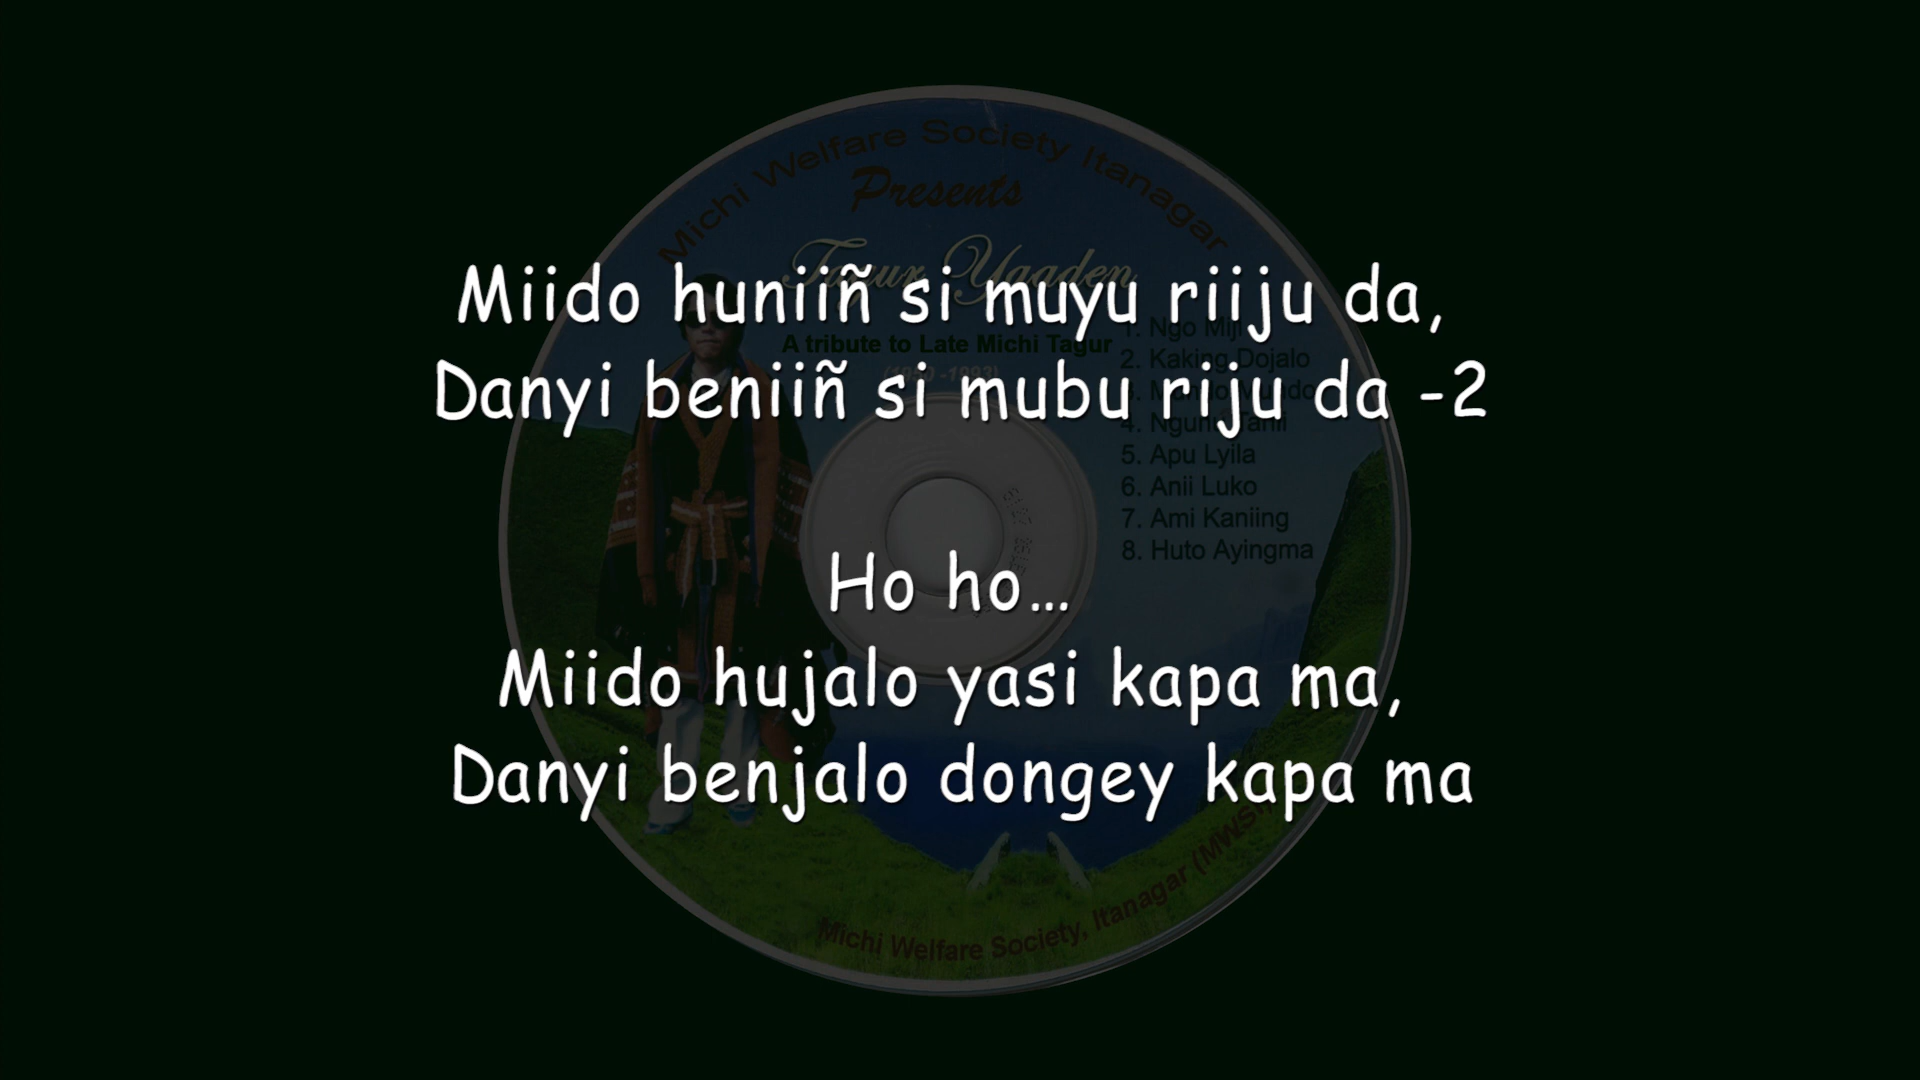 Michi Welfare Society Itanagar
Presents
Tagur Yaaden
Miido huniiñ si muyu riiju da,
A tribute to Late Michi Tagur
Danyi beniiñ si mubu riju da -2
1. Ngo Miji
2. Kaking Dojalo
5. Apu Lyila
6. Anii Luko
7. Ami Kaniing
8. Huto Ayingma
Ho ho...
Miido hujalo yasi kapa ma,
Danyi benjalo dongey kapa ma
Michi Welfare Society, Itanagar (MWSI)